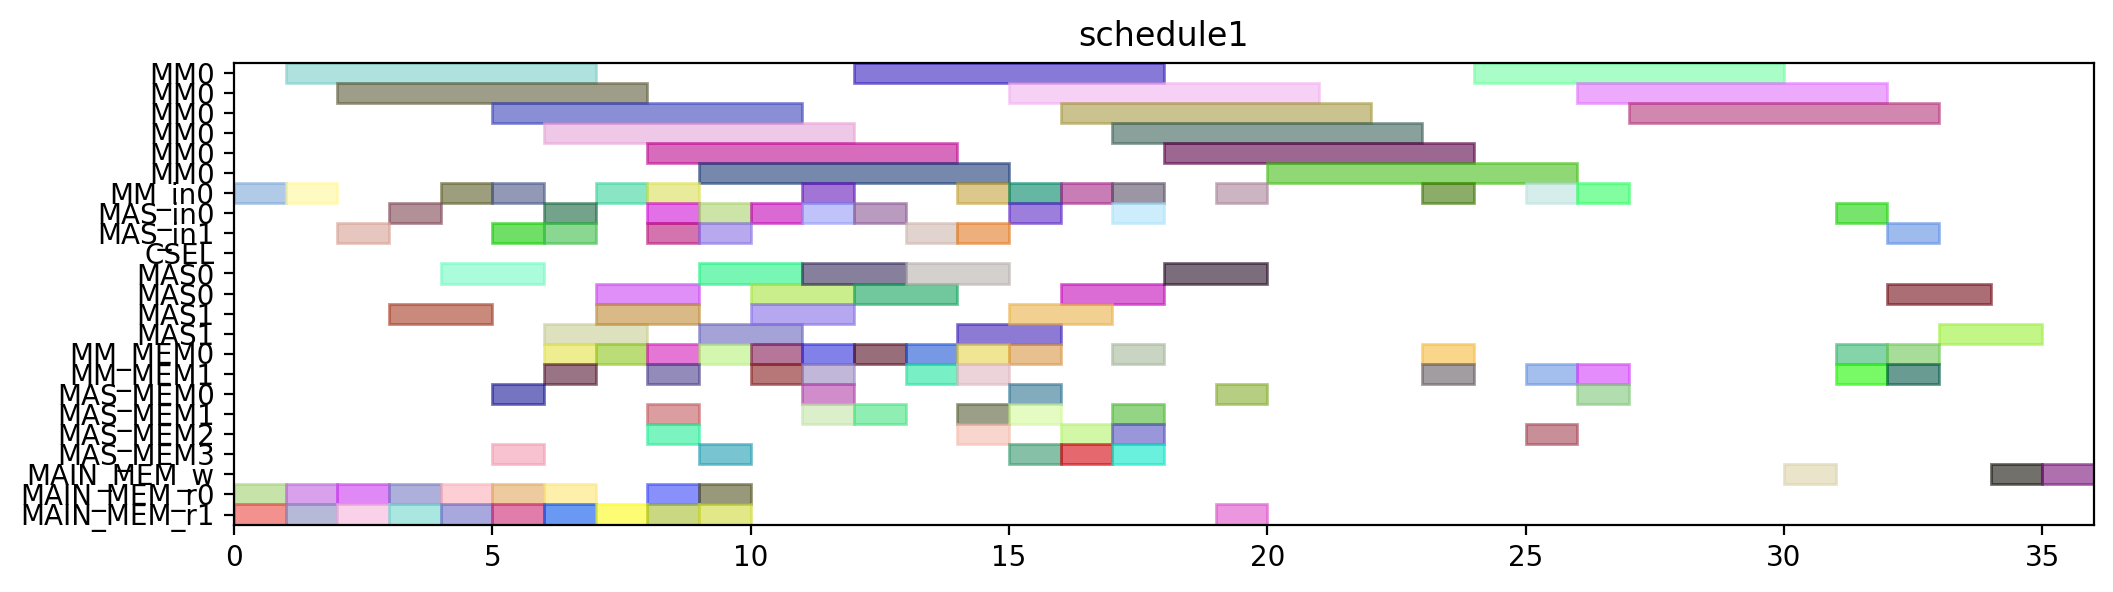 schedule1
MM0
MM0
MM0
MM0
MM0
MM0
MM_in0
MAS_in0
MAS_in1
CSEL
MAS0
MAS0
MAS1
MAS1
MM_MEM0
MM_MEM1
MAS_MEM0
MAS_MEM1
MAS_MEM2
MAS_MEM3
MAIN_MEM_w
MAIN_MEM_r0
MAIN_MEM_r1
0 5 10 15 20 25 30 35